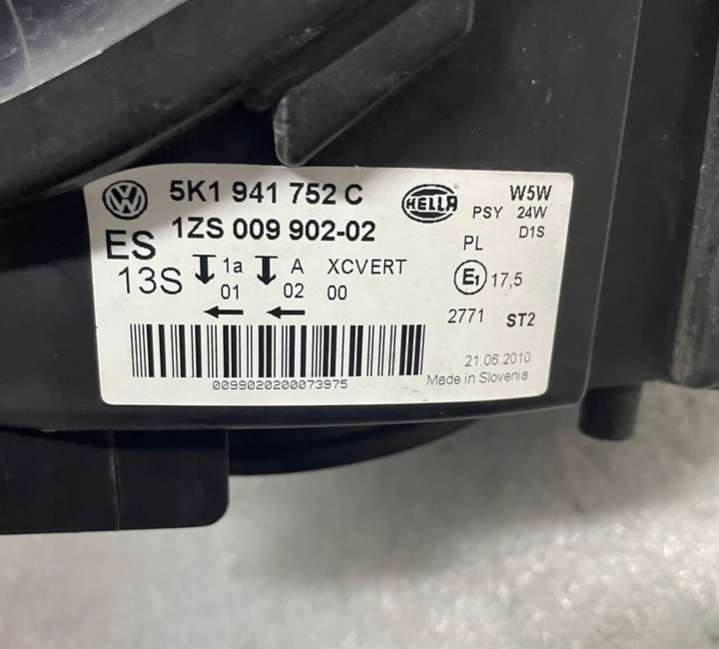 5K1 941 752 C
1ZS 009 902-02
HELLA
W5W
PSY 24W
D1S
PL
ES
13S
1a A XCVERT
01 02 00
E1 17,5
2771 ST2
0099020200073975
21.06.2010
Made in Slovenia